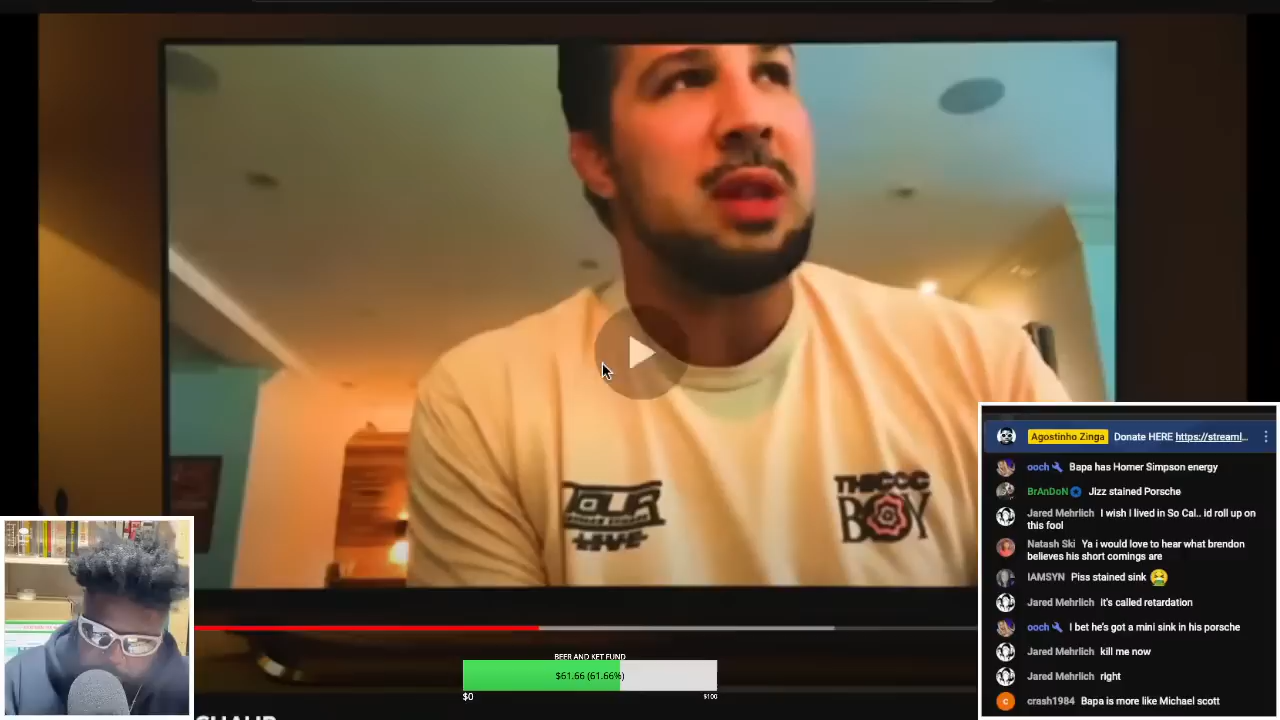 TOUR
THICCC
BOY
Agostinho Zinga Donate HERE https://streaml...
ooch Bapa has Homer Simpson energy
BrAnDoN Jizz stained Porsche
Jared Mehrlich I wish I lived in So Cal.. id roll up on
this fool
Natash Ski Ya i would love to hear what brendon
believes his short comings are
IAMSYN Piss stained sink 🤮
Jared Mehrlich it's called retardation
ooch I bet he's got a mini sink in his porsche
Jared Mehrlich kill me now
Jared Mehrlich right
c crash1984 Bapa is more like Michael scott
BEER AND KET FUND
$61.66 (61.66%)
$0 $100